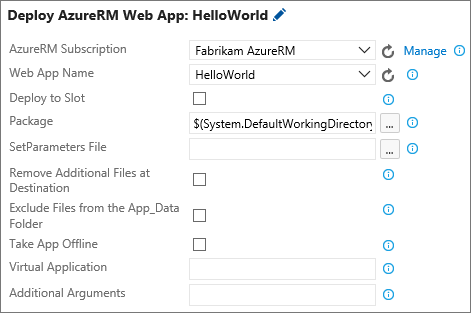 Deploy AzureRM Web App: HelloWorld
AzureRM Subscription Fabrikam AzureRM Manage
Web App Name HelloWorld
Deploy to Slot
Package $(System.DefaultWorkingDirectory ...
SetParameters File ...
Remove Additional Files at
Destination
Exclude Files from the App_Data
Folder
Take App Offline
Virtual Application
Additional Arguments